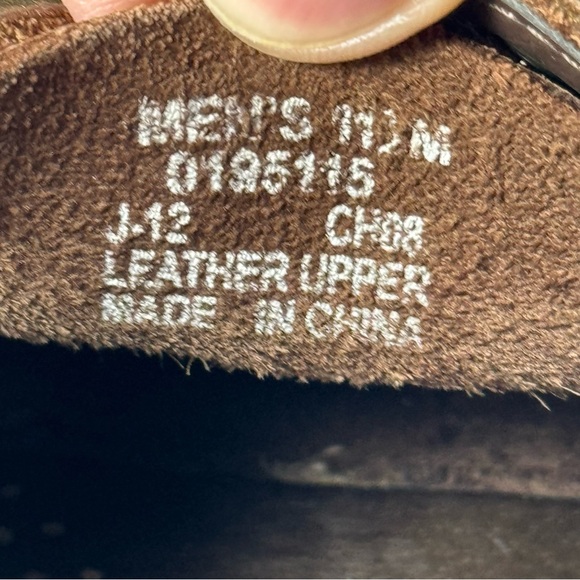 MEN'S 11 M
0195115
J-12 CH08
LEATHER UPPER
MADE IN CHINA